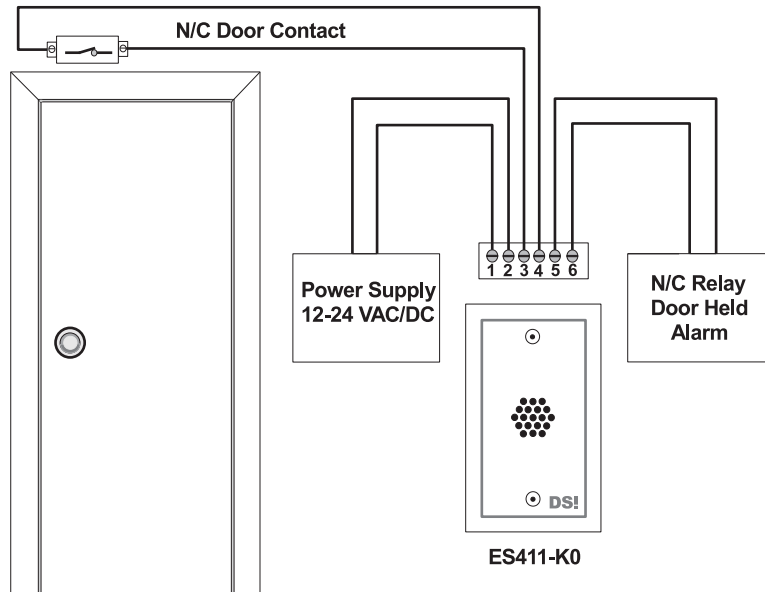 N/C Door Contact
1 2 3 4 5 6
Power Supply
12-24 VAC/DC
N/C Relay
Door Held
Alarm
DS!
ES411-K0